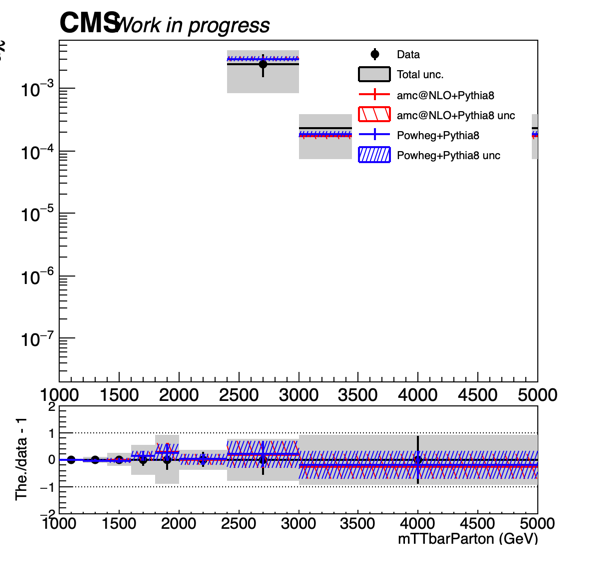 CMS Work in progress
Data
Total unc.
amc@NLO+Pythia8
amc@NLO+Pythia8 unc
Powheg+Pythia8
Powheg+Pythia8 unc
10⁻³
10⁻⁴
10⁻⁵
10⁻⁶
10⁻⁷
1000 1500 2000 2500 3000 3500 4000 4500 5000
The./data - 1
2
1
0
−1
−2
1000 1500 2000 2500 3000 3500 4000 4500 5000
mTTbarParton (GeV)